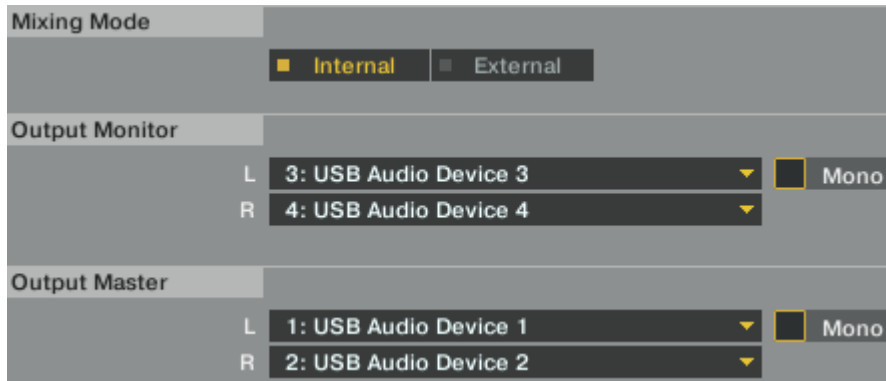 Mixing Mode
Internal External
Output Monitor
L 3: USB Audio Device 3 Mono
R 4: USB Audio Device 4
Output Master
L 1: USB Audio Device 1 Mono
R 2: USB Audio Device 2